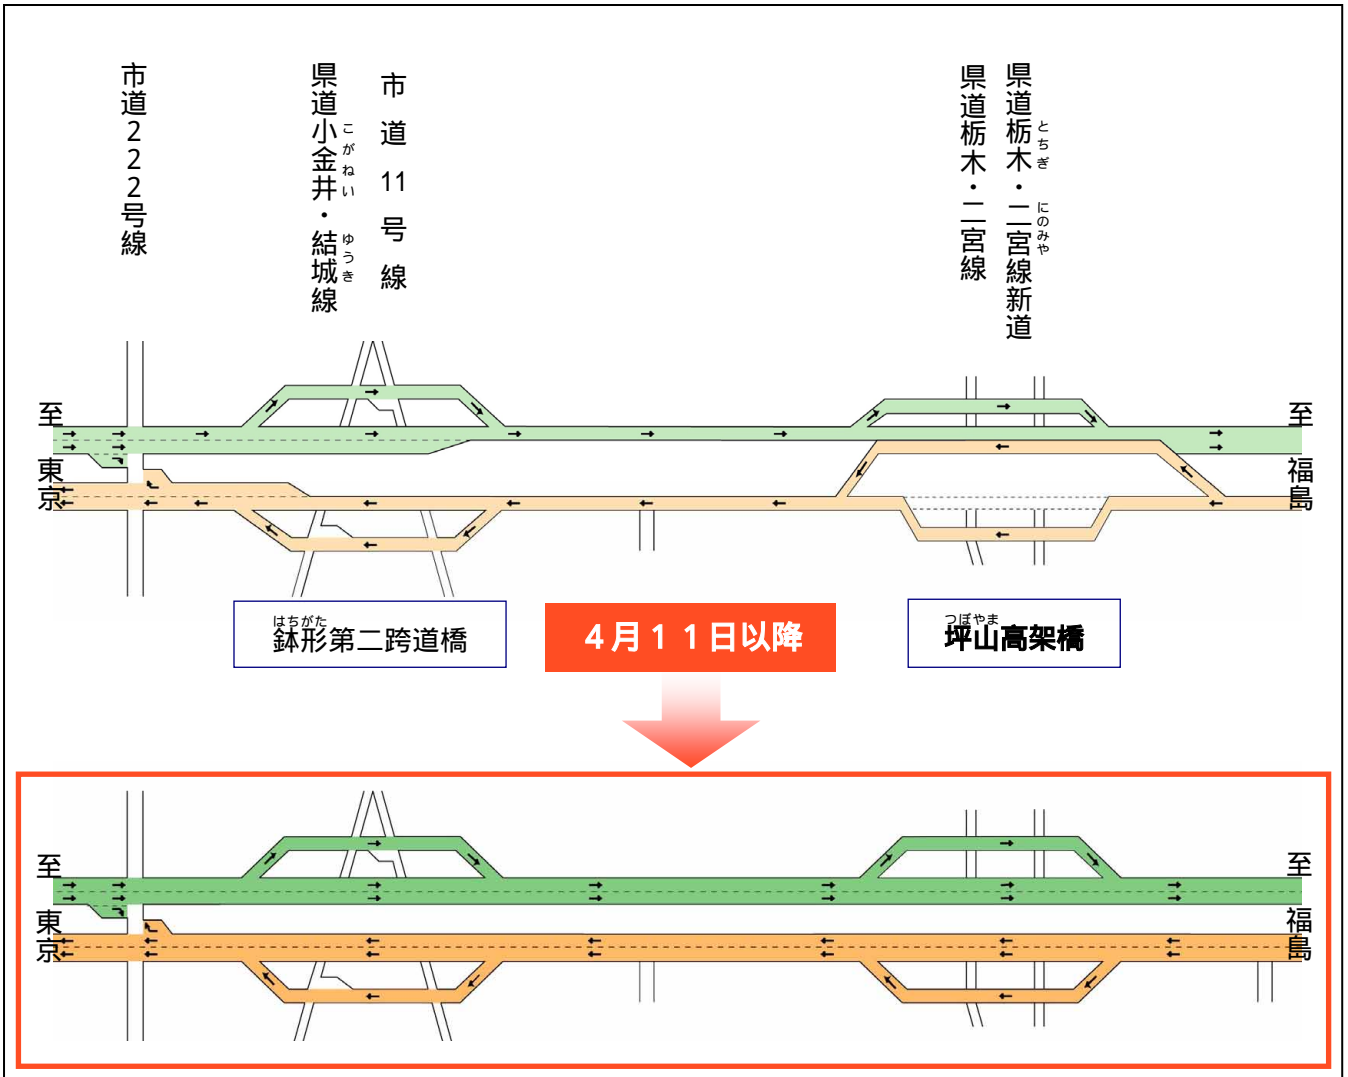 市道222号線
県道小金井・結城線
こがねい
ゆうき
市道11号線
県道栃木・二宮線
県道栃木・二宮線新道
とちぎ
にのみや
至東京
至福島
はちがた
鉢形第二跨道橋
4月11日以降
つぼやま
坪山高架橋
至東京
至福島